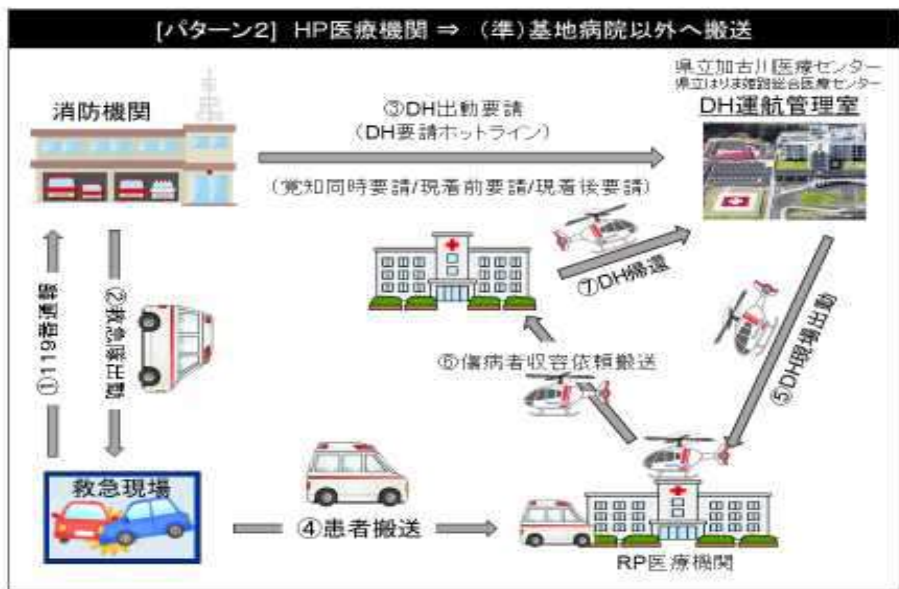 [パターン2] HP医療機関 ⇒ (準)基地病院以外へ搬送
県立加古川医療センター
県立はりま姫路総合医療センター
DH運航管理室
消防機関
③DH出動要請
(DH要請ホットライン)
(覚知同時要請/現着前要請/現着後要請)
①119番通報
②救急隊出動
⑦DH帰還
⑤DH現場出動
⑥傷病者収容依頼搬送
救急現場
④患者搬送
RP医療機関